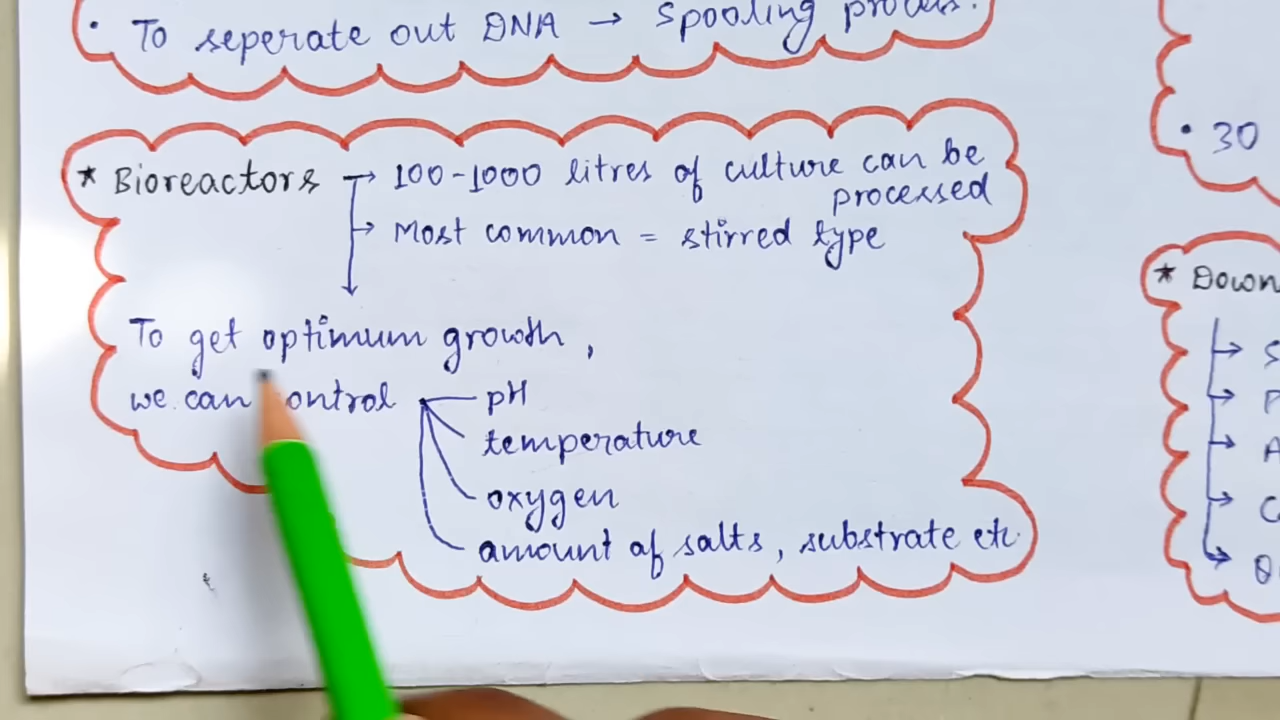 • To seperate out DNA → Spooling process.
* Bioreactors → 100-1000 litres of culture can be
processed
→ Most common = stirred type
To get optimum growth,
we can control
pH
temperature
oxygen
amount of salts, substrate etc
• 30
* Down